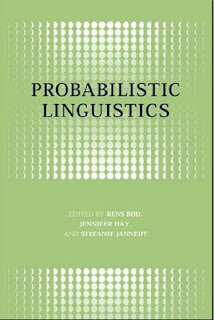 PROBABILISTIC
LINGUISTICS
EDITED BY RENS BOD,
JENNIFER HAY,
AND STEFANIE JANNEDY